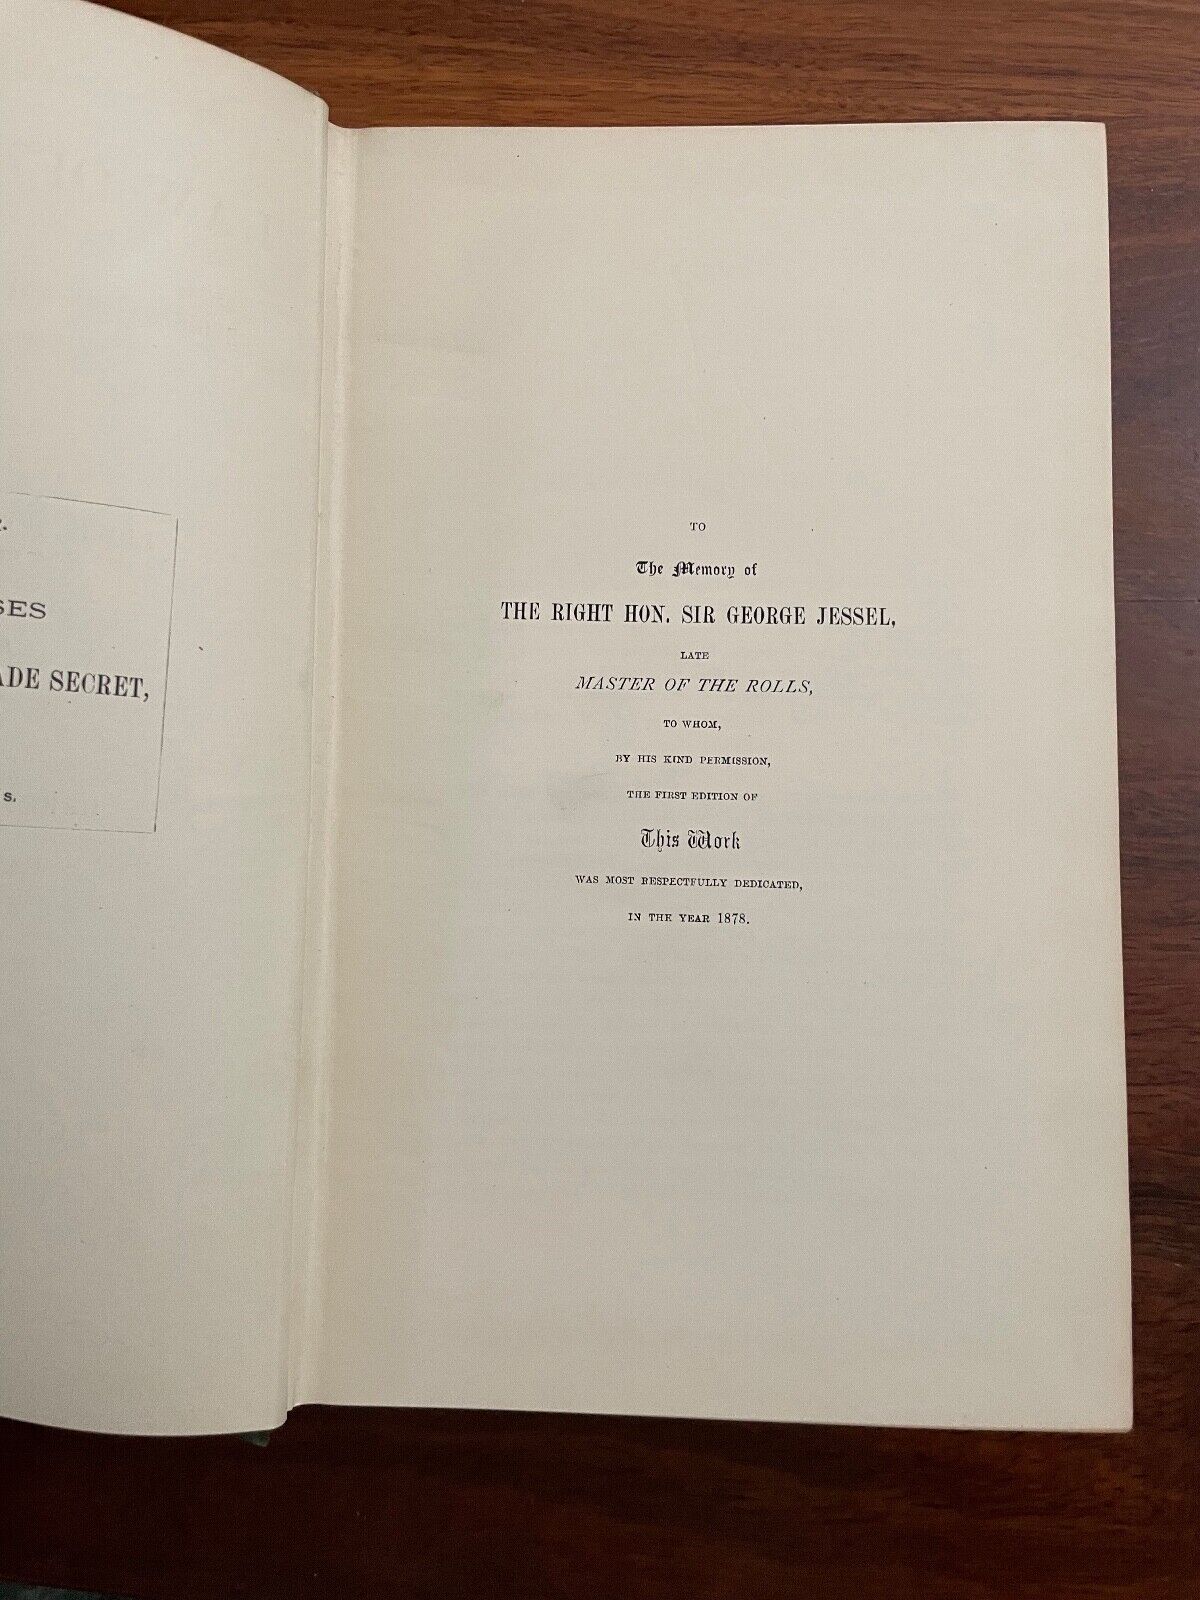 SES
ADE SECRET,
s.
TO
The Memory of
THE RIGHT HON. SIR GEORGE JESSEL,
LATE
MASTER OF THE ROLLS,
TO WHOM,
BY HIS KIND PERMISSION,
THE FIRST EDITION OF
This Work
WAS MOST RESPECTFULLY DEDICATED,
IN THE YEAR 1878.